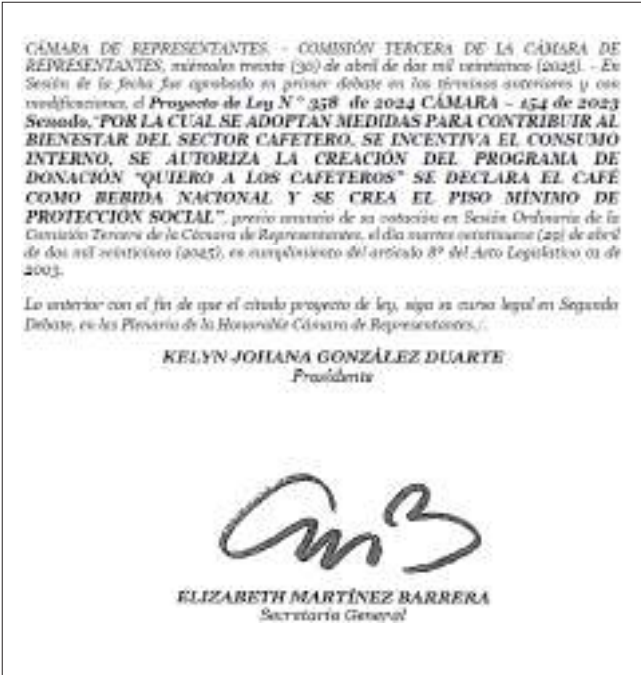 CÁMARA DE REPRESENTANTES. - COMISIÓN TERCERA DE LA CÁMARA DE
REPRESENTANTES, miércoles treinta (30) de abril de dos mil veinticinco (2025). - En
Sesión de la fecha fue aprobado en primer debate en los términos anteriores y con
modificaciones, el Proyecto de Ley N° 358 de 2024 CÁMARA – 154 de 2023
Senado,"POR LA CUAL SE ADOPTAN MEDIDAS PARA CONTRIBUIR AL
BIENESTAR DEL SECTOR CAFETERO, SE INCENTIVA EL CONSUMO
INTERNO, SE AUTORIZA LA CREACIÓN DEL PROGRAMA DE
DONACIÓN "QUIERO A LOS CAFETEROS" SE DECLARA EL CAFÉ
COMO BEBIDA NACIONAL Y SE CREA EL PISO MÍNIMO DE
PROTECCIÓN SOCIAL", previo anuncio de su votación en Sesión Ordinaria de la
Comisión Tercera de la Cámara de Representantes, el día martes veintinueve (29) de abril
de dos mil veinticinco (2025), en cumplimiento del artículo 8º del Acto Legislativo 01 de
2003.
Lo anterior con el fin de que el citado proyecto de ley, siga su curso legal en Segundo
Debate, en las Plenaria de la Honorable Cámara de Representantes./.
KELYN JOHANA GONZÁLEZ DUARTE
Presidenta
ELIZABETH MARTÍNEZ BARRERA
Secretaria General